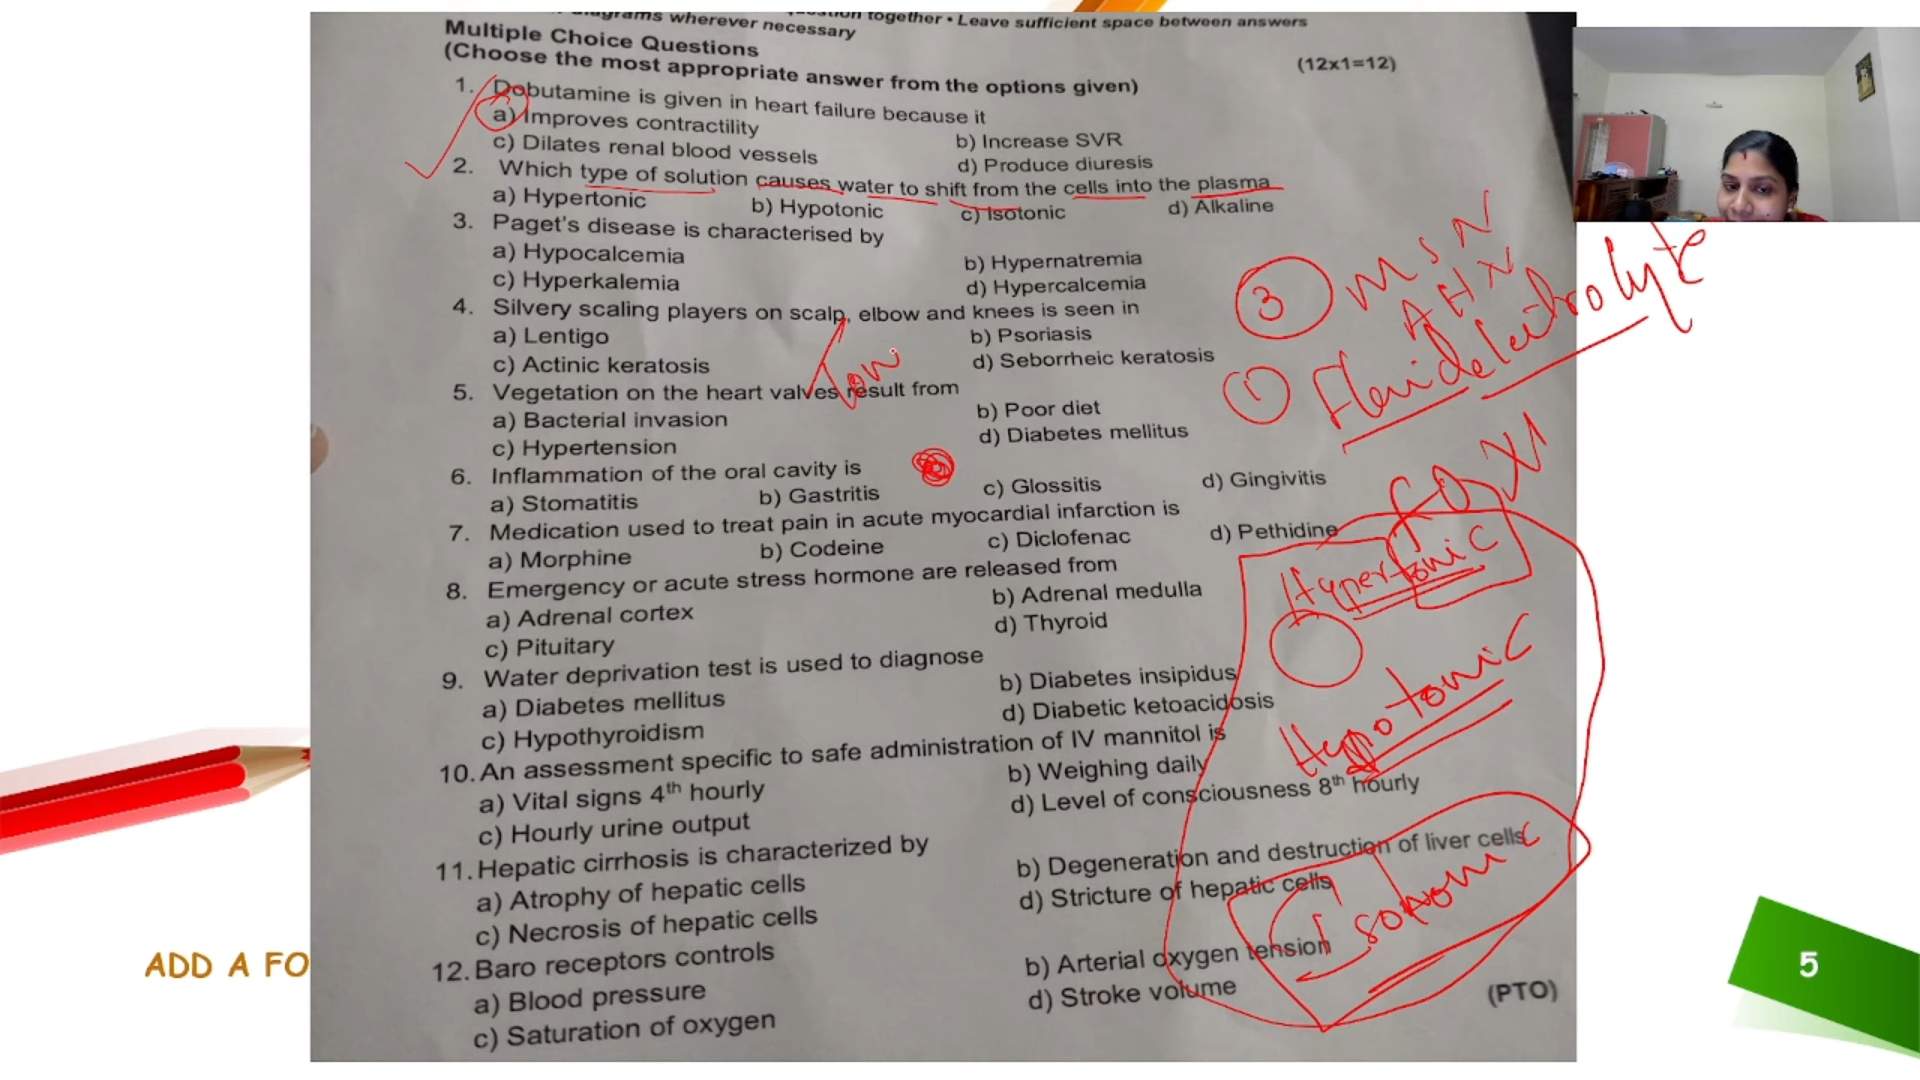 diagrams wherever necessary
question together • Leave sufficient space between answers
Multiple Choice Questions
(Choose the most appropriate answer from the options given)
(12x1=12)
1. Dobutamine is given in heart failure because it
a) Improves contractility b) Increase SVR
c) Dilates renal blood vessels d) Produce diuresis
2. Which type of solution causes water to shift from the cells into the plasma
a) Hypertonic b) Hypotonic c) Isotonic d) Alkaline
3. Paget's disease is characterised by
a) Hypocalcemia b) Hypernatremia
c) Hyperkalemia d) Hypercalcemia
4. Silvery scaling players on scalp, elbow and knees is seen in
a) Lentigo b) Psoriasis
c) Actinic keratosis d) Seborrheic keratosis
5. Vegetation on the heart valves result from
a) Bacterial invasion b) Poor diet
c) Hypertension d) Diabetes mellitus
6. Inflammation of the oral cavity is
a) Stomatitis b) Gastritis c) Glossitis d) Gingivitis
7. Medication used to treat pain in acute myocardial infarction is
a) Morphine b) Codeine c) Diclofenac d) Pethidine
8. Emergency or acute stress hormone are released from
a) Adrenal cortex b) Adrenal medulla
c) Pituitary d) Thyroid
9. Water deprivation test is used to diagnose
a) Diabetes mellitus b) Diabetes insipidus
c) Hypothyroidism d) Diabetic ketoacidosis
10. An assessment specific to safe administration of IV mannitol is
a) Vital signs 4th hourly b) Weighing daily
c) Hourly urine output d) Level of consciousness 8th hourly
11. Hepatic cirrhosis is characterized by
a) Atrophy of hepatic cells b) Degeneration and destruction of liver cells
c) Necrosis of hepatic cells d) Stricture of hepatic cells
12. Baro receptors controls
a) Blood pressure b) Arterial oxygen tension
c) Saturation of oxygen d) Stroke volume
(PTO)
3 MSN
AHN
1 Fluid electrolyte
Hypertonic
Hypotonic
Isotonic
ADD A FO
5